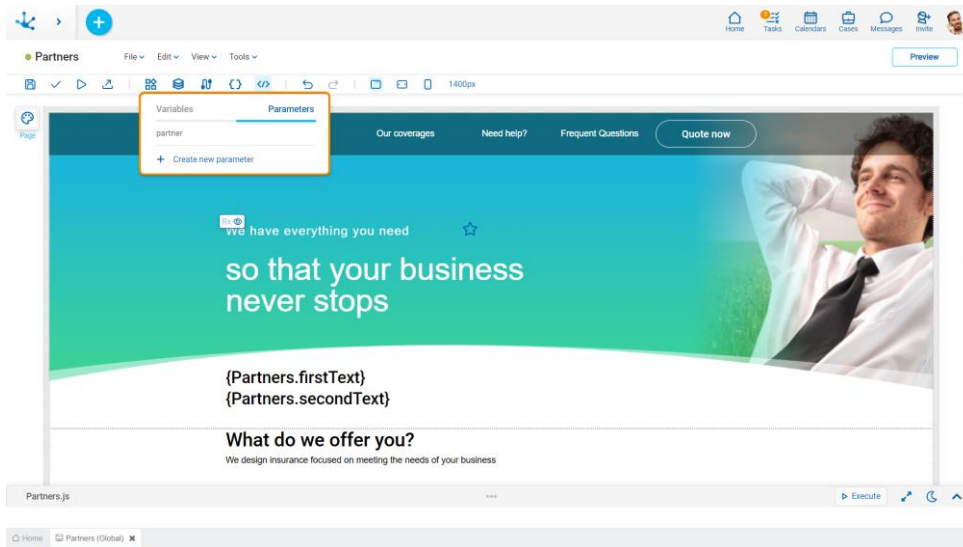 2
Home Tasks Calendars Cases Messages Invite
Partners File Edit View Tools Preview
1400px
Variables Parameters
partner
+ Create new parameter
Page
Our coverages Need help? Frequent Questions Quote now
Rx
We have everything you need
so that your business
never stops
{Partners.firstText}
{Partners.secondText}
What do we offer you?
We design insurance focused on meeting the needs of your business
Partners.js Execute
Home Partners (Global)